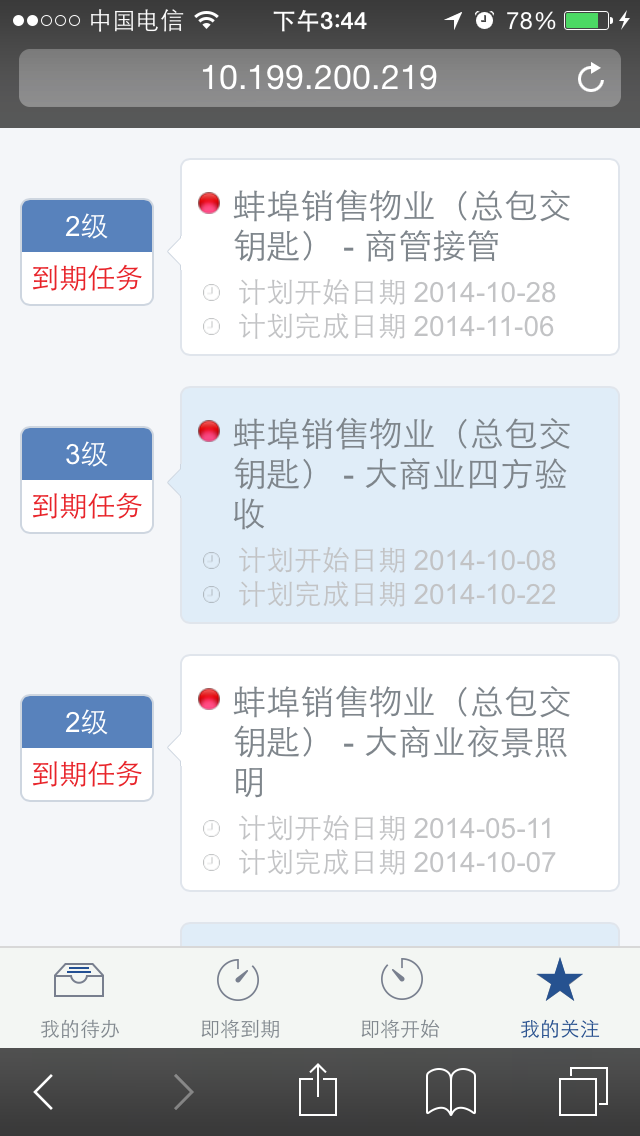 中国电信 下午3:44 78%
10.199.200.219
2级
到期任务
蚌埠销售物业（总包交
钥匙） - 商管接管
计划开始日期 2014-10-28
计划完成日期 2014-11-06
3级
到期任务
蚌埠销售物业（总包交
钥匙） - 大商业四方验
收
计划开始日期 2014-10-08
计划完成日期 2014-10-22
2级
到期任务
蚌埠销售物业（总包交
钥匙） - 大商业夜景照
明
计划开始日期 2014-05-11
计划完成日期 2014-10-07
我的待办 即将到期 即将开始 我的关注